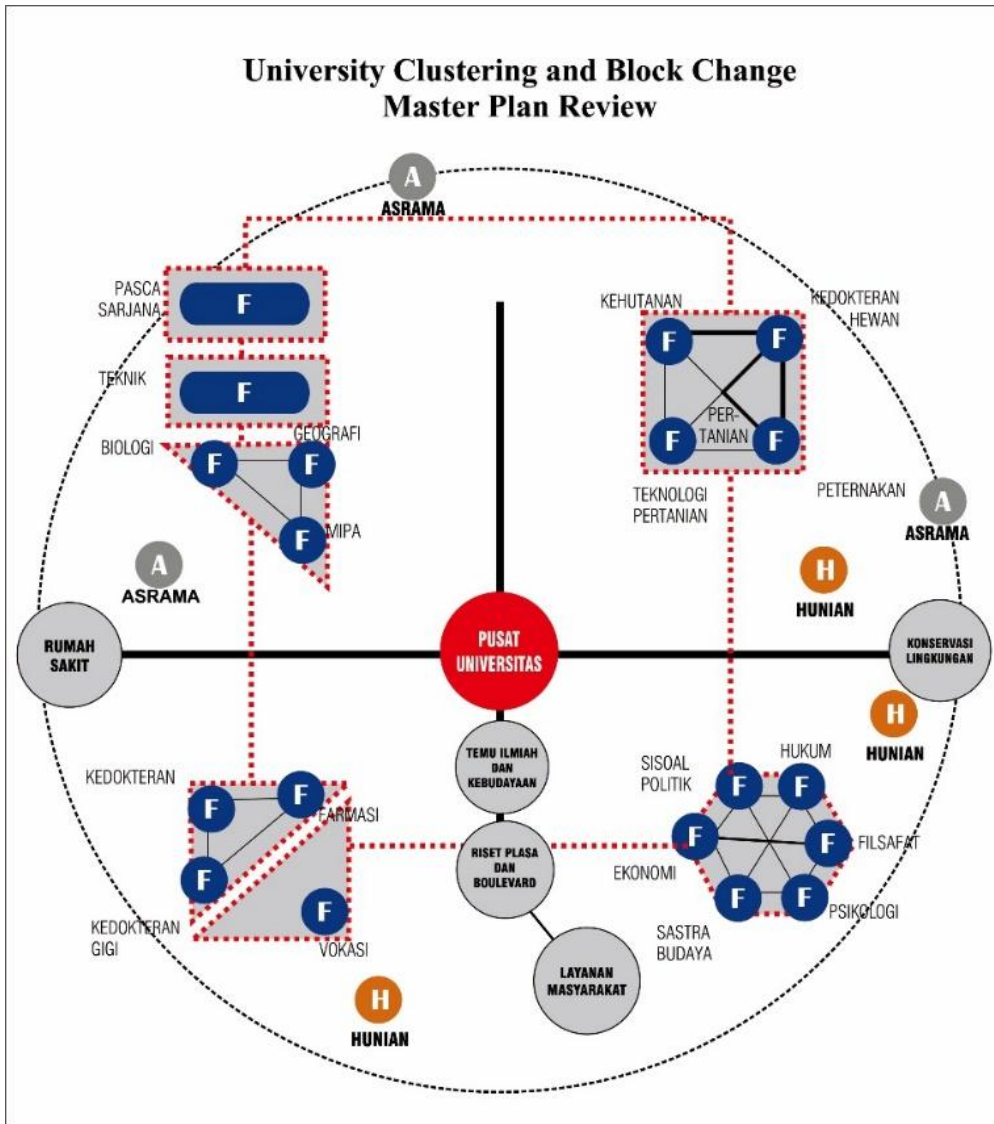 University Clustering and Block Change
Master Plan Review
A
ASRAMA
PASCA
SARJANA
F
KEHUTANAN
KEDOKTERAN
HEWAN
F
F
TEKNIK
F
BIOLOGI
GEOGRAFI
F
F
PER-
TANIAN
F
F
MIPA
F
TEKNOLOGI
PERTANIAN
PETERNAKAN
A
ASRAMA
A
ASRAMA
H
HUNIAN
RUMAH
SAKIT
PUSAT
UNIVERSITAS
KONSERVASI
LINGKUNGAN
H
HUNIAN
TEMU ILMIAH
DAN
KEBUDAYAAN
SISOAL
POLITIK
HUKUM
KEDOKTERAN
F
F
FARMASI
F
F
RISET PLASA
DAN
BOULEVARD
F
F
FILSAFAT
EKONOMI
F
F
F
PSIKOLOGI
KEDOKTERAN
GIGI
F
VOKASI
SASTRA
BUDAYA
LAYANAN
MASYARAKAT
H
HUNIAN